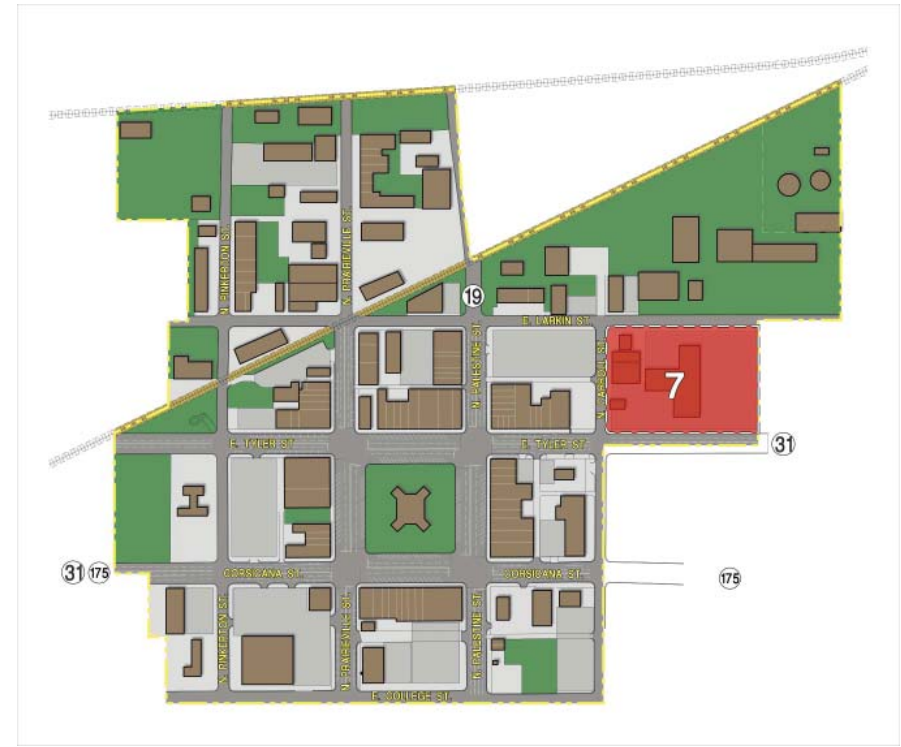 N. PINKERTON ST.
N. PRAIRIEVILLE ST.
19
E. LARKIN ST.
N. PALESTINE ST.
N. CARROLL ST.
7
E. TYLER ST.
E. TYLER ST.
31
31
175
CORSICANA ST.
CORSICANA ST.
175
N. PINKERTON ST.
N. PRAIRIEVILLE ST.
N. PALESTINE ST.
E. COLLEGE ST.